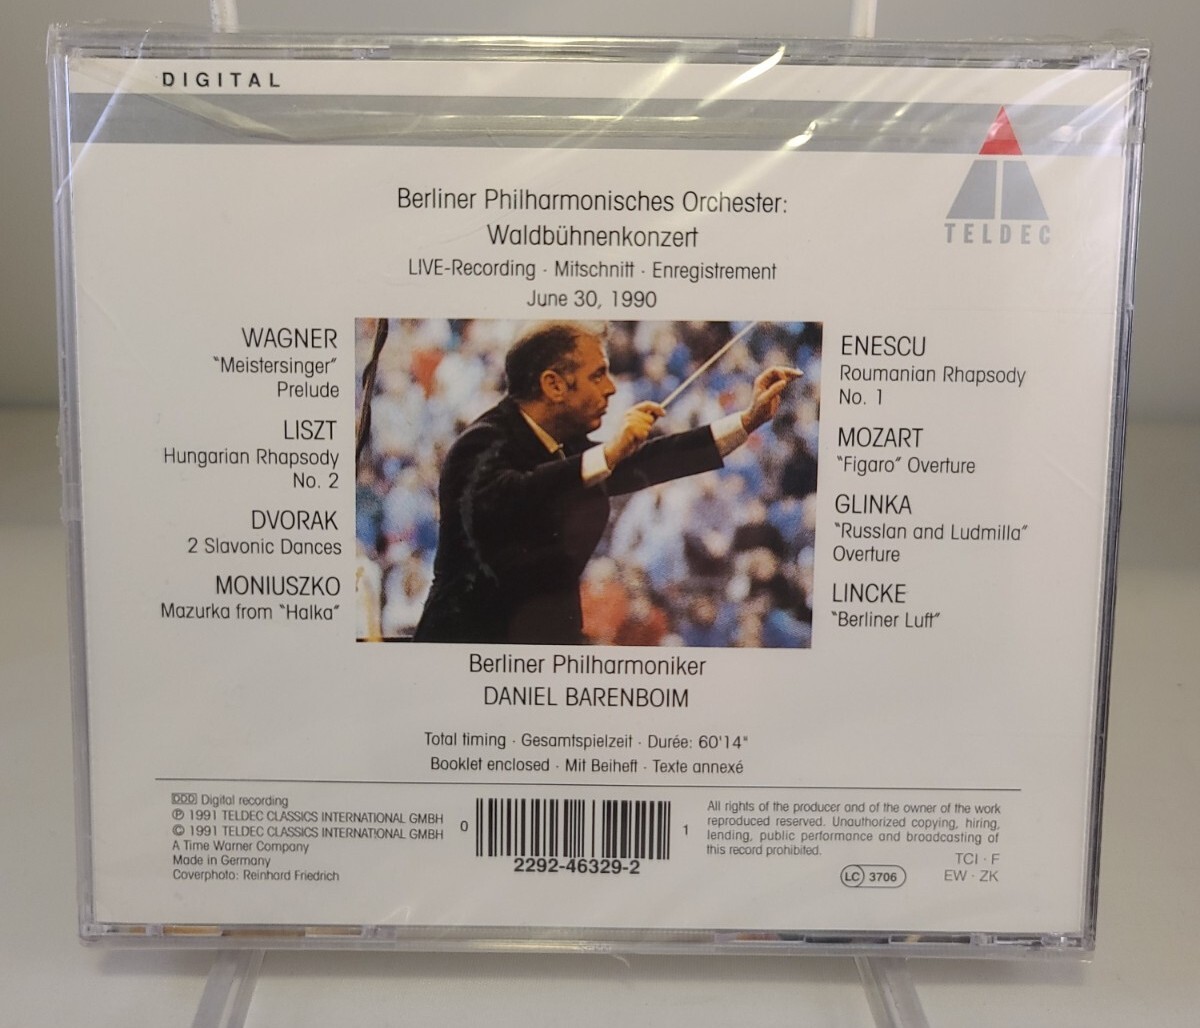 DIGITAL
TELDEC
Berliner Philharmonisches Orchester:
Waldbühnenkonzert
LIVE-Recording · Mitschnitt · Enregistrement
June 30, 1990
WAGNER
"Meistersinger"
Prelude
LISZT
Hungarian Rhapsody
No. 2
DVORAK
2 Slavonic Dances
MONIUSZKO
Mazurka from "Halka"
ENESCU
Roumanian Rhapsody
No. 1
MOZART
"Figaro" Overture
GLINKA
"Russlan and Ludmilla"
Overture
LINCKE
"Berliner Luft"
Berliner Philharmoniker
DANIEL BARENBOIM
Total timing · Gesamtspielzeit · Durée: 60'14"
Booklet enclosed · Mit Beiheft · Texte annexé
DDD Digital recording
℗ 1991 TELDEC CLASSICS INTERNATIONAL GMBH
© 1991 TELDEC CLASSICS INTERNATIONAL GMBH
A Time Warner Company
Made in Germany
Coverphoto: Reinhard Friedrich
0 1
2292-46329-2
All rights of the producer and of the owner of the work
reproduced reserved. Unauthorized copying, hiring,
lending, public performance and broadcasting of
this record prohibited.
LC 3706
TCI · F
EW · ZK